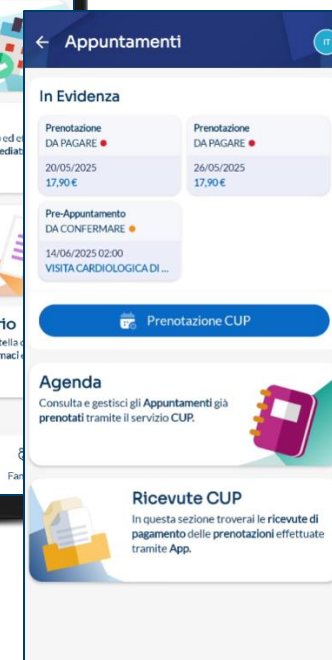 Appuntamenti
IT
In Evidenza
Prenotazione
DA PAGARE
20/05/2025
17,90 €
Prenotazione
DA PAGARE
26/05/2025
17,90 €
Pre-Appuntamento
DA CONFERMARE
14/06/2025 02:00
VISITA CARDIOLOGICA DI ...
Prenotazione CUP
Agenda
Consulta e gestisci gli Appuntamenti già
prenotati tramite il servizio CUP.
Ricevute CUP
In questa sezione troverai le ricevute di
pagamento delle prenotazioni effettuate
tramite App.